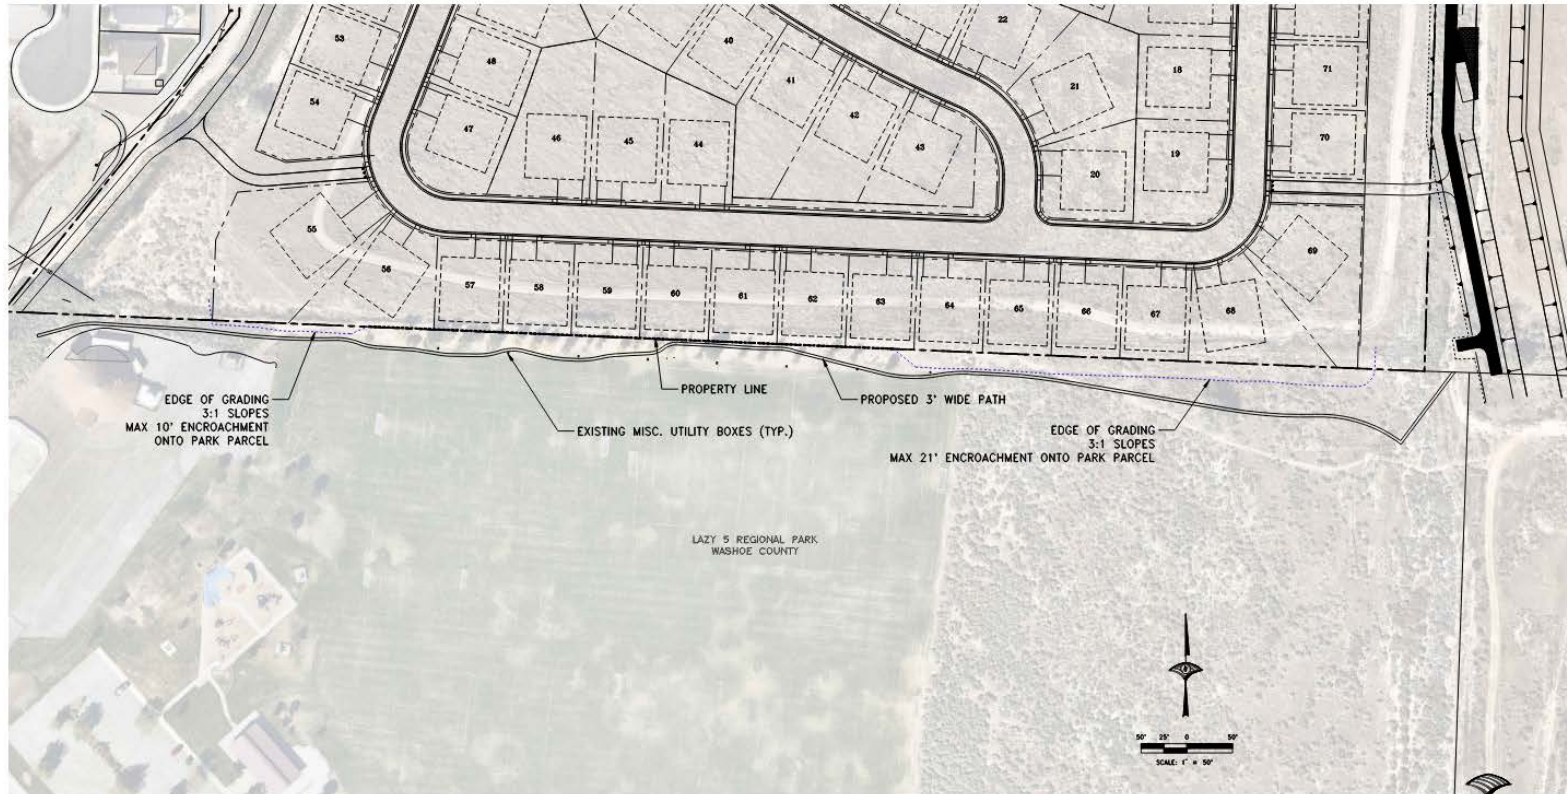 22
40
53
48
41
21
18
71
54
47
46
45
44
42
43
20
19
70
55
56
57
58
59
60
61
62
63
64
65
66
67
68
69
EDGE OF GRADING
3:1 SLOPES
MAX 10' ENCROACHMENT
ONTO PARK PARCEL
EXISTING MISC. UTILITY BOXES (TYP.)
PROPERTY LINE
PROPOSED 3' WIDE PATH
EDGE OF GRADING
3:1 SLOPES
MAX 21' ENCROACHMENT ONTO PARK PARCEL
LAZY 5 REGIONAL PARK
WASHOE COUNTY
50' 25' 0 50'
SCALE: 1" = 50'